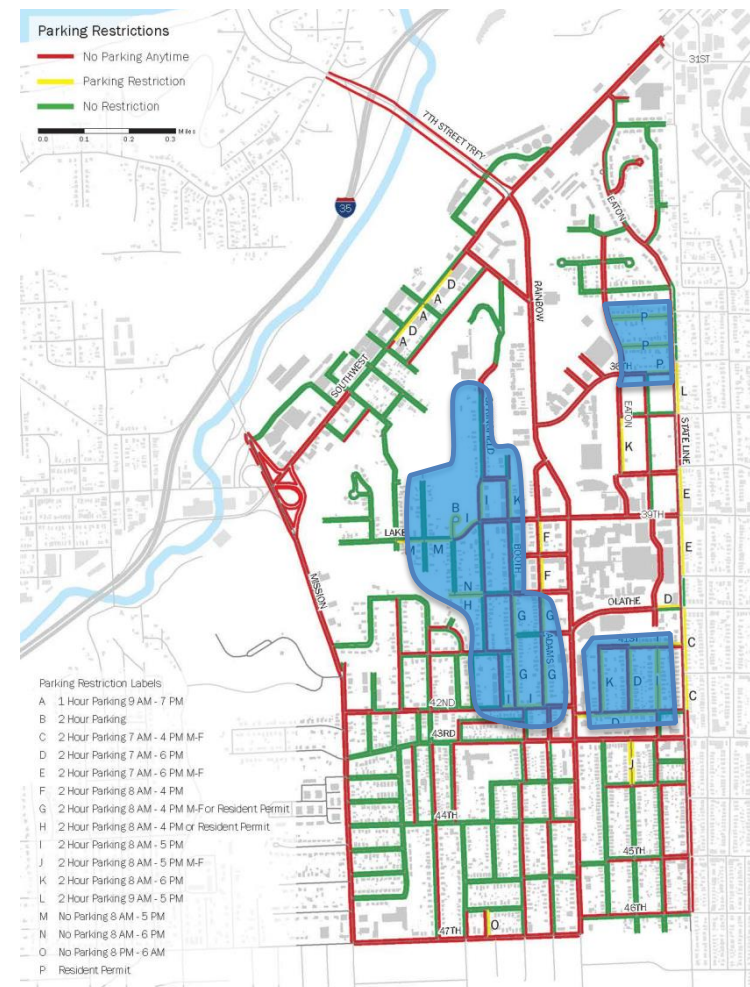 Parking Restrictions
No Parking Anytime
Parking Restriction
No Restriction
Miles
0.0 0.1 0.2 0.3
31ST
7TH STREET TRFY
35
EATON
D
A
A
D
A
RAINBOW
P
P
P
36TH
SOUTHWEST
L
EATON
STATE LINE
K
I
K
E
B
I
39TH
LAKE
F
BOOTH
M
M
E
F
MISSION
N
H
OLATHE
D
G
G
ADAMS
C
K
D
G
G
I
J
C
42ND
D
43RD
J
44TH
45TH
46TH
O
47TH
Parking Restriction Labels
A 1 Hour Parking 9 AM - 7 PM
B 2 Hour Parking
C 2 Hour Parking 7 AM - 4 PM M-F
D 2 Hour Parking 7 AM - 6 PM
E 2 Hour Parking 7 AM - 6 PM M-F
F 2 Hour Parking 8 AM - 4 PM
G 2 Hour Parking 8 AM - 4 PM M-F or Resident Permit
H 2 Hour Parking 8 AM - 4 PM or Resident Permit
I 2 Hour Parking 8 AM - 5 PM
J 2 Hour Parking 8 AM - 5 PM M-F
K 2 Hour Parking 8 AM - 6 PM
L 2 Hour Parking 9 AM - 5 PM
M No Parking 8 AM - 5 PM
N No Parking 8 AM - 6 PM
O No Parking 8 PM - 6 AM
P Resident Permit